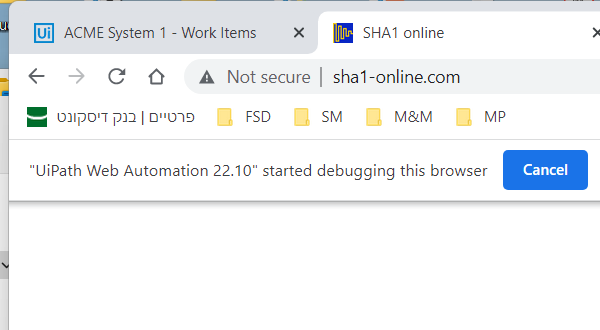 Ui ACME System 1 - Work Items SHA1 online
Not secure sha1-online.com
פרטיים | בנק דיסקונט FSD SM M&M MP
"UiPath Web Automation 22.10" started debugging this browser Cancel